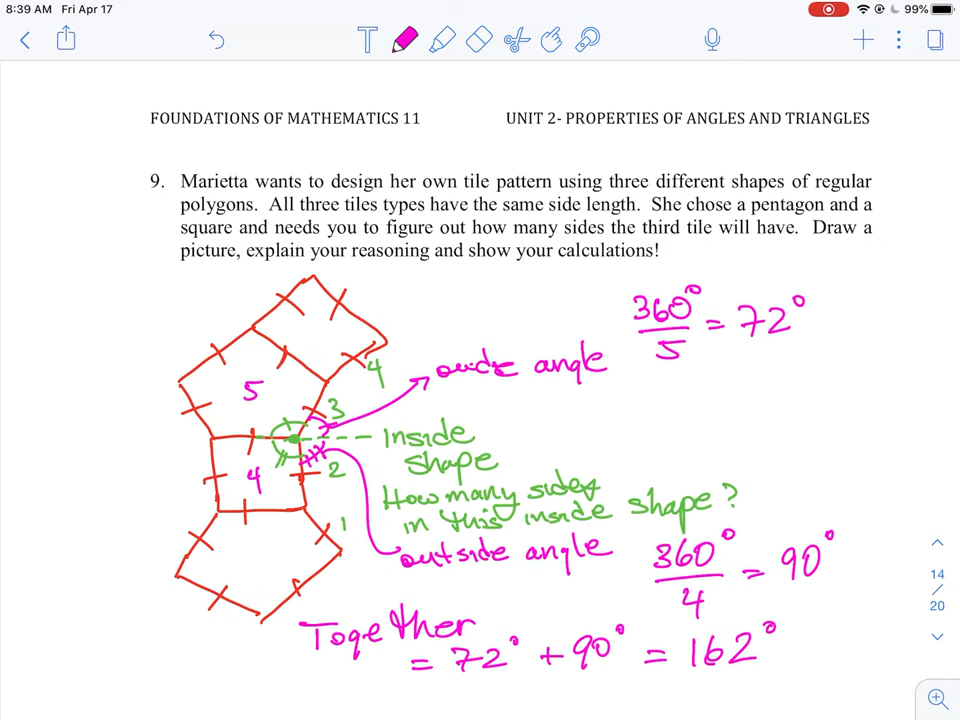 8:39 AM Fri Apr 17
99%
FOUNDATIONS OF MATHEMATICS 11
UNIT 2- PROPERTIES OF ANGLES AND TRIANGLES
9. Marietta wants to design her own tile pattern using three different shapes of regular
polygons. All three tiles types have the same side length. She chose a pentagon and a
square and needs you to figure out how many sides the third tile will have. Draw a
picture, explain your reasoning and show your calculations!
360°/5 = 72°
angle
4
5
3
Inside
shape
4
2
How many sides
in this inside shape?
1
outside angle
360°/4 = 90°
Together
= 72° + 90° = 162°
14
/
20